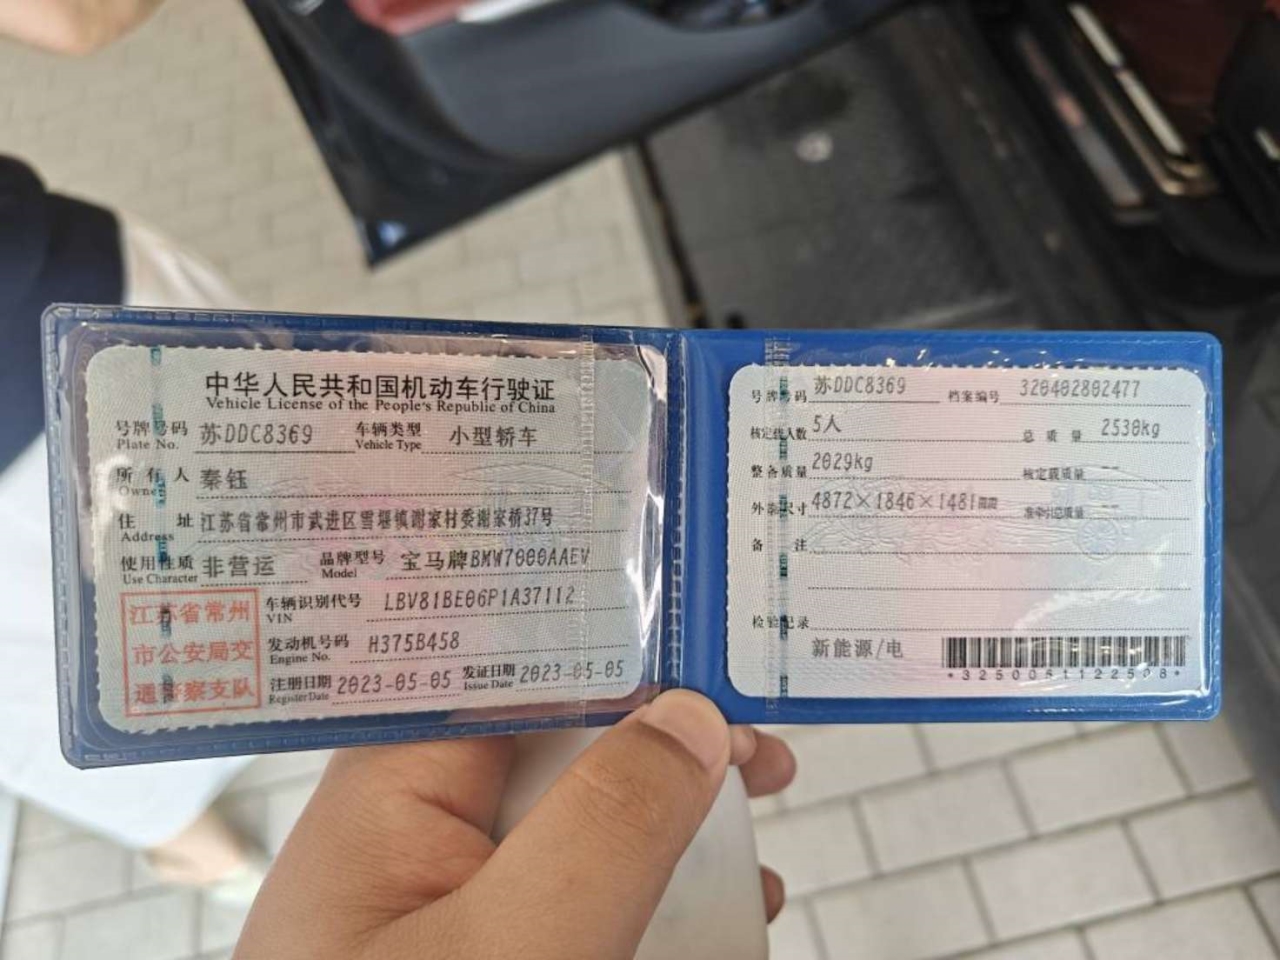 中华人民共和国机动车行驶证
Vehicle License of the People's Republic of China
号牌号码 苏DDC8369 车辆类型 小型轿车
Plate No. Vehicle Type
所有人 秦钰
Owner
住址 江苏省常州市武进区雪堰镇谢家村委谢家桥37号
Address
使用性质 非营运 品牌型号 宝马牌BMW7000AAEV
Use Character Model
江苏省常州
市公安局交
通警察支队
车辆识别代号 LBV81BE06P1A37112
VIN
发动机号码 H375B458
Engine No.
注册日期 2023-05-05 发证日期 2023-05-05
Register Date Issue Date
号牌号码 苏DDC8369 档案编号 320402802477
核定载人数 5人 总质量 2530kg
整备质量 2029kg 核定载质量 --
外廓尺寸 4872×1846×1481mm 准牵引总质量 --
备注
检验记录
新能源/电
*3250051122508*